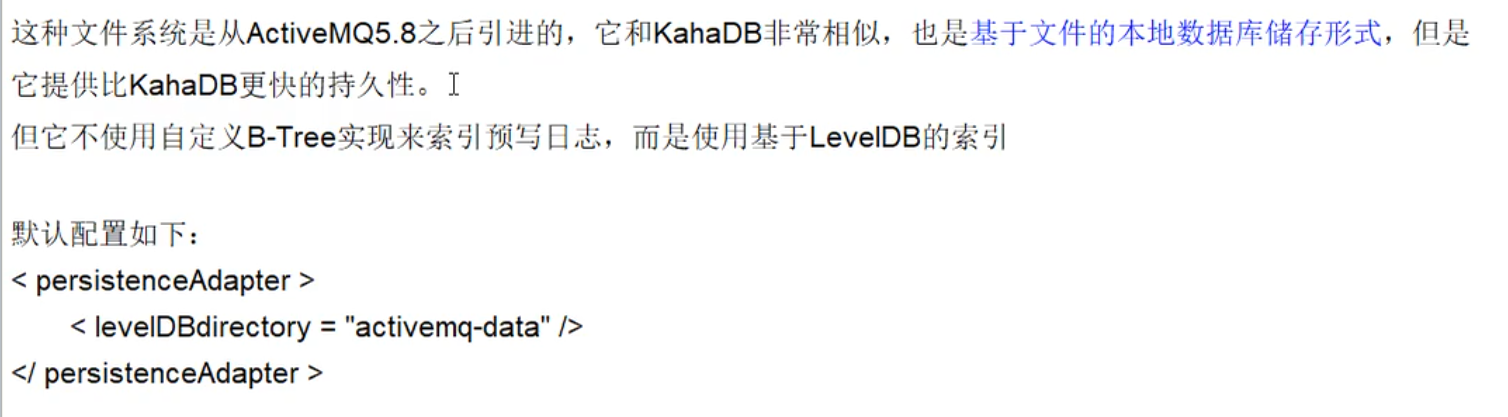 这种文件系统是从ActiveMQ5.8之后引进的，它和KahaDB非常相似，也是基于文件的本地数据库储存形式，但是
它提供比KahaDB更快的持久性。
但它不使用自定义B-Tree实现来索引预写日志，而是使用基于LevelDB的索引
默认配置如下：
< persistenceAdapter >
< levelDBdirectory = "activemq-data" />
</ persistenceAdapter >